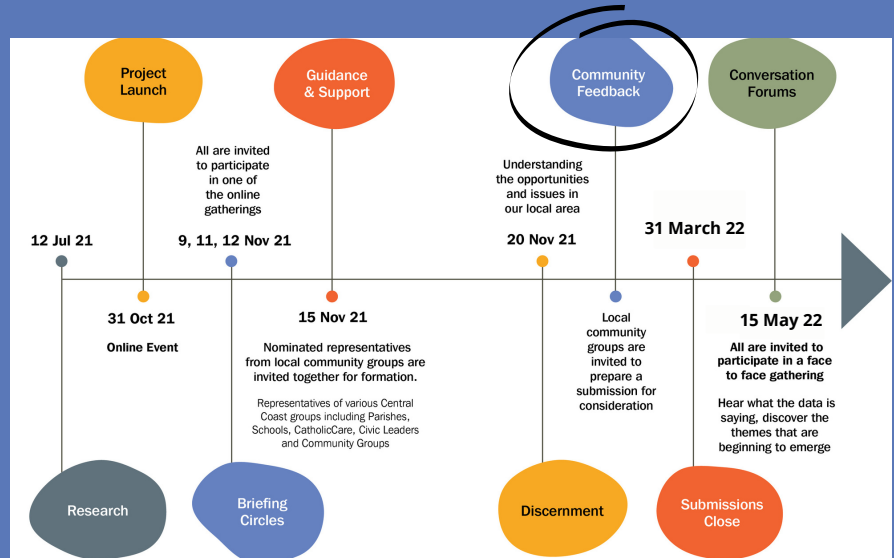 Project
Launch
Guidance
& Support
Community
Feedback
Conversation
Forums
All are invited
to participate
in one of
the online
gatherings
Understanding
the opportunities
and issues in
our local area
12 Jul 21
9, 11, 12 Nov 21
20 Nov 21
31 March 22
31 Oct 21
Online Event
15 Nov 21
Nominated representatives
from local community groups are
invited together for formation.
Representatives of various Central
Coast groups including Parishes,
Schools, CatholicCare, Civic Leaders
and Community Groups
Local
community
groups are
invited to
prepare a
submission for
consideration
15 May 22
All are invited to
participate in a face
to face gathering
Hear what the data is
saying, discover the
themes that are
beginning to emerge
Research
Briefing
Circles
Discernment
Submissions
Close